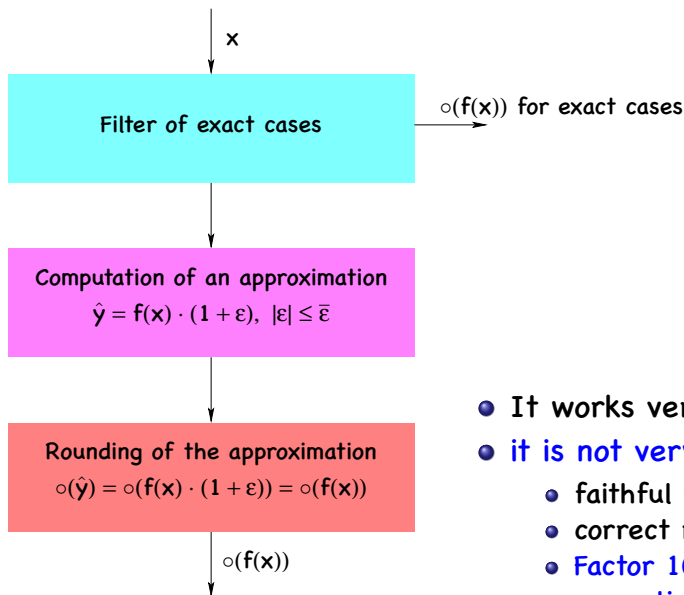 x
Filter of exact cases
∘(f(x)) for exact cases
Computation of an approximation
ŷ = f(x) · (1 + ε), |ε| ≤ ε̅
Rounding of the approximation
∘(ŷ) = ∘(f(x) · (1 + ε)) = ∘(f(x))
∘(f(x))
It works
it is not
faithful
correct
Factor